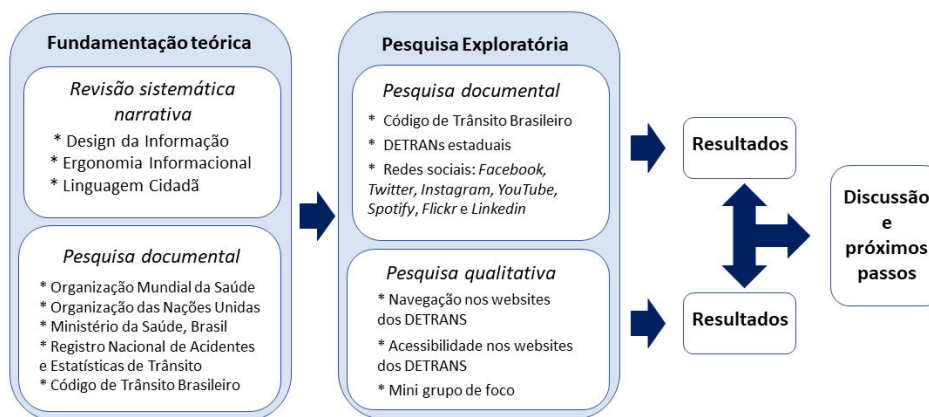 Fundamentação teórica
Revisão sistemática
narrativa
* Design da Informação
* Ergonomia Informacional
* Linguagem Cidadã
Pesquisa documental
* Organização Mundial da Saúde
* Organização das Nações Unidas
* Ministério da Saúde, Brasil
* Registro Nacional de Acidentes
e Estatísticas de Trânsito
* Código de Trânsito Brasileiro
Pesquisa Exploratória
Pesquisa documental
* Código de Trânsito Brasileiro
* DETRANs estaduais
* Redes sociais: Facebook,
Twitter, Instagram, YouTube,
Spotify, Flickr e Linkedin
Pesquisa qualitativa
* Navegação nos websites
dos DETRANS
* Acessibilidade nos websites
dos DETRANS
* Mini grupo de foco
Resultados
Resultados
Discussão
e
próximos
passos